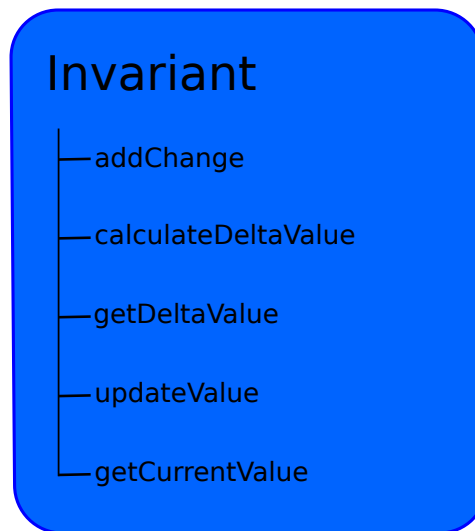 Invariant
addChange
calculateDeltaValue
getDeltaValue
updateValue
getCurrentValue